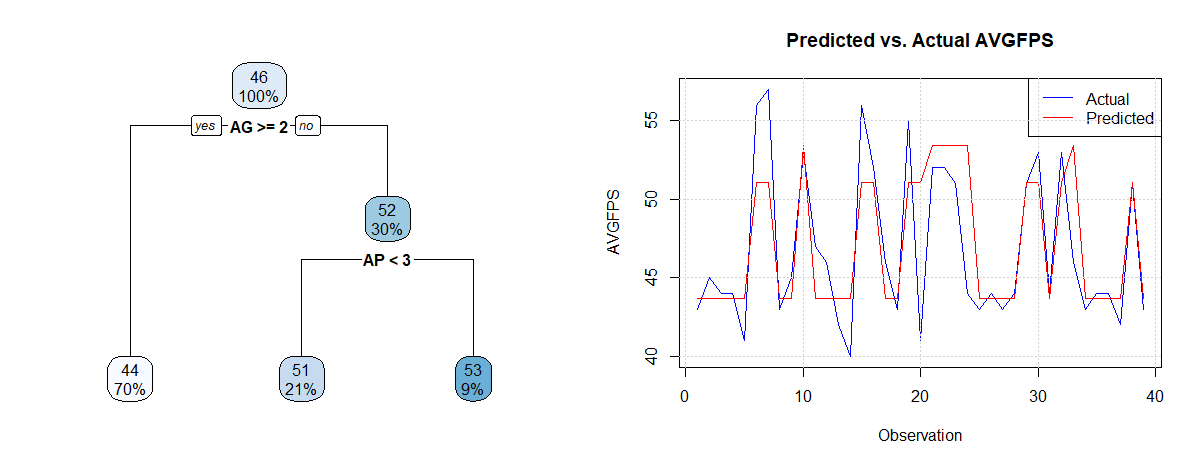 46
100%
yes
AG >= 2
no
52
30%
AP < 3
44
70%
51
21%
53
9%
Predicted vs. Actual AVGFPS
Actual
Predicted
AVGFPS
55
50
45
40
0
10
20
30
40
Observation